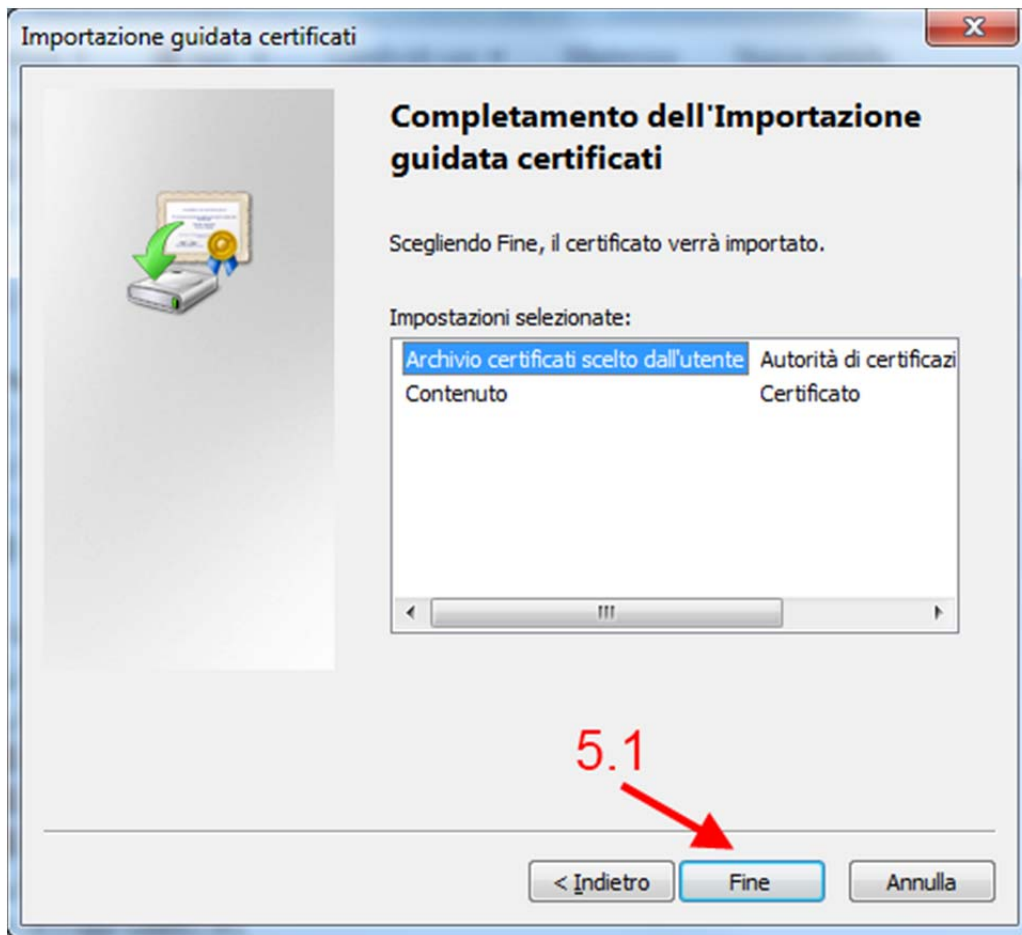 Importazione guidata certificati
Completamento dell'Importazione
guidata certificati
Scegliendo Fine, il certificato verrà importato.
Impostazioni selezionate:
Archivio certificati scelto dall'utente Autorità di certificazi
Contenuto Certificato
5.1
< Indietro Fine Annulla